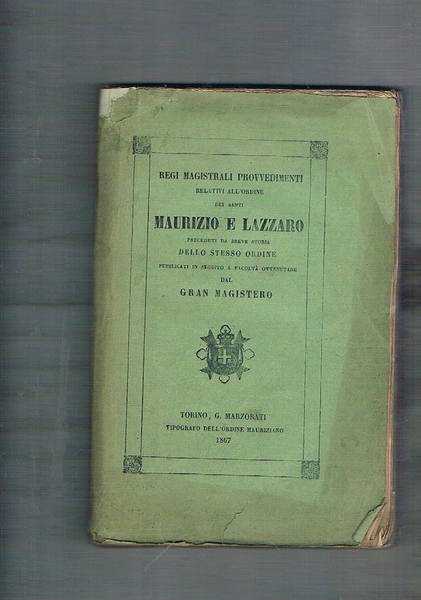 REGI MAGISTRALI PROVVEDIMENTI
RELATIVI ALL'ORDINE
DEI SANTI
MAURIZIO E LAZZARO
PRECEDUTI DA BREVE STORIA
DELLO STESSO ORDINE
PUBBLICATI IN SEGUITO A FACOLTÀ OTTENUTANE
DAL
GRAN MAGISTERO
TORINO, G. MARZORATI
TIPOGRAFO DELL'ORDINE MAURIZIANO
1867